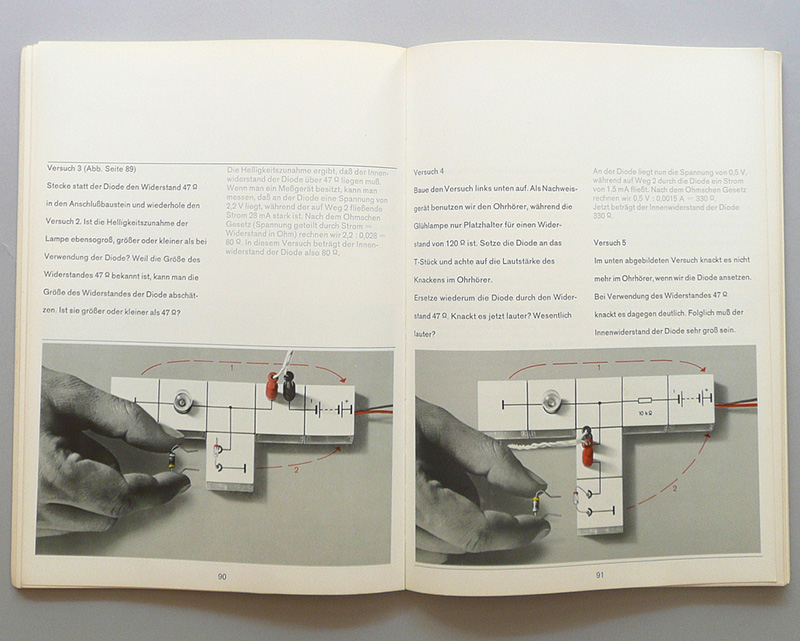 Versuch 3 (Abb. Seite 89)
Stecke statt der Diode den Widerstand 47 Ω
in den Anschlußbaustein und wiederhole den
Versuch 2. Ist die Helligkeitszunahme der
Lampe ebensogroß, größer oder kleiner als bei
Verwendung der Diode? Weil die Größe des
Widerstandes 47 Ω bekannt ist, kann man die
Größe des Widerstandes der Diode abschät-
zen. Ist sie größer oder kleiner als 47 Ω?
Die Helligkeitszunahme ergibt, daß der Innen-
widerstand der Diode über 47 Ω liegen muß.
Wenn man ein Meßgerät besitzt, kann man
messen, daß an der Diode eine Spannung von
2,2 V liegt, während der auf Weg 2 fließende
Strom 28 mA stark ist. Nach dem Ohmschen
Gesetz (Spannung geteilt durch Strom =
Widerstand in Ohm) rechnen wir 2,2 : 0,028 =
80 Ω. In diesem Versuch beträgt der Innen-
widerstand der Diode also 80 Ω.
1
2
90
Versuch 4
Baue den Versuch links unten auf. Als Nachweis-
gerät benutzen wir den Ohrhörer, während die
Glühlampe nur Platzhalter für einen Wider-
stand von 120 Ω ist. Setze die Diode an das
T-Stück und achte auf die Lautstärke des
Knackens im Ohrhörer.
Ersetze wiederum die Diode durch den Wider-
stand 47 Ω. Knackt es jetzt lauter? Wesentlich
lauter?
An der Diode liegt nun die Spannung von 0,5 V,
während auf Weg 2 durch die Diode ein Strom
von 1,5 mA fließt. Nach dem Ohmschen Gesetz
rechnen wir 0,5 V : 0,0015 A = 330 Ω.
Jetzt beträgt der Innenwiderstand der Diode
330 Ω.
Versuch 5
Im unten abgebildeten Versuch knackt es nicht
mehr im Ohrhörer, wenn wir die Diode ansetzen.
Bei Verwendung des Widerstandes 47 Ω
knackt es dagegen deutlich. Folglich muß der
Innenwiderstand der Diode sehr groß sein.
1
10 kΩ
2
91